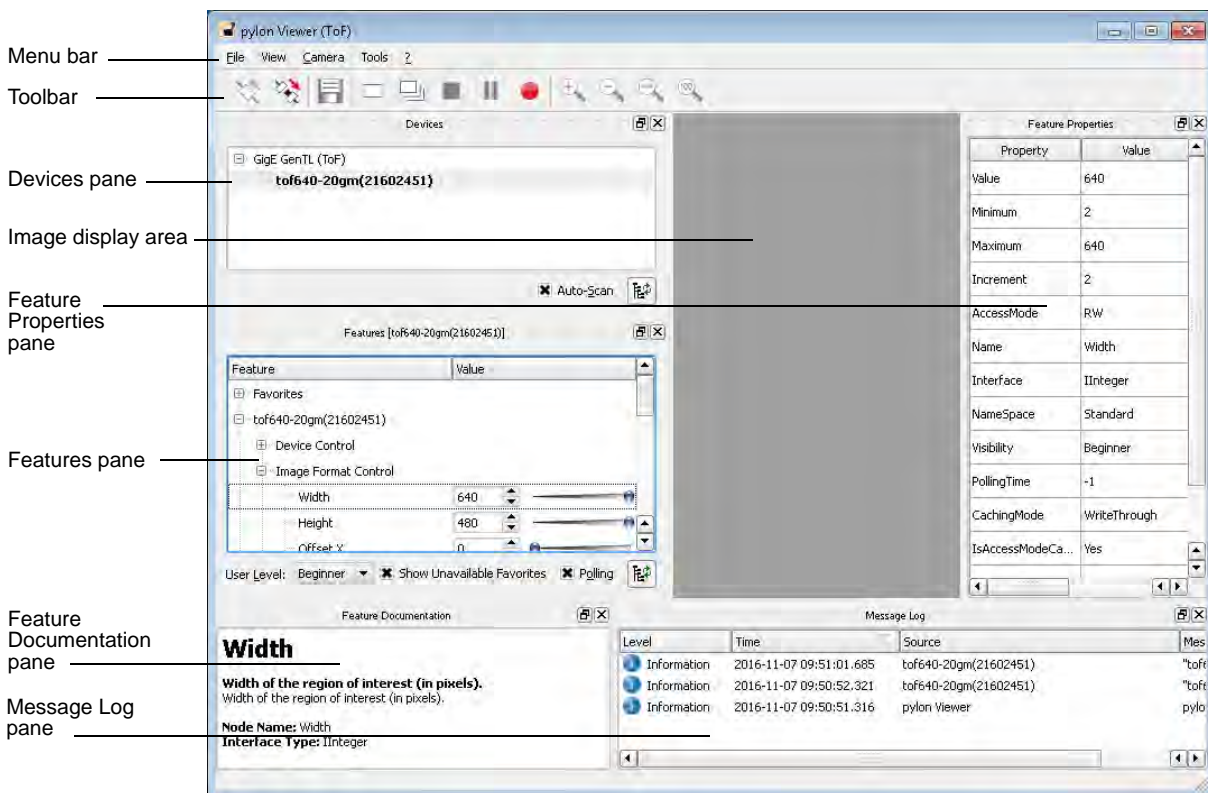 pylon Viewer (ToF)
Menu bar
File View Camera Tools ?
Toolbar
Devices
Feature Properties
Property Value
GigE GenTL (ToF)
Devices pane
tof640-20gm(21602451)
Value 640
Minimum 2
Image display area
Maximum 640
Increment 2
Auto-Scan
Feature
Properties
pane
AccessMode RW
Features [tof640-20gm(21602451)]
Name Width
Feature Value
Interface IInteger
Favorites
tof640-20gm(21602451)
NameSpace Standard
Device Control
Visibility Beginner
Features pane
Image Format Control
PollingTime -1
Width 640
CachingMode WriteThrough
Height 480
Offset X 0
IsAccessModeCa... Yes
User Level: Beginner Show Unavailable Favorites Polling
Feature
Documentation
pane
Feature Documentation
Message Log
Width
Level Time Source Mes
Information 2016-11-07 09:51:01.685 tof640-20gm(21602451) "tof6
Width of the region of interest (in pixels).
Information 2016-11-07 09:50:52.321 tof640-20gm(21602451) "tof6
Width of the region of interest (in pixels).
Information 2016-11-07 09:50:51.316 pylon Viewer pylo
Message Log
pane
Node Name: Width
Interface Type: IInteger